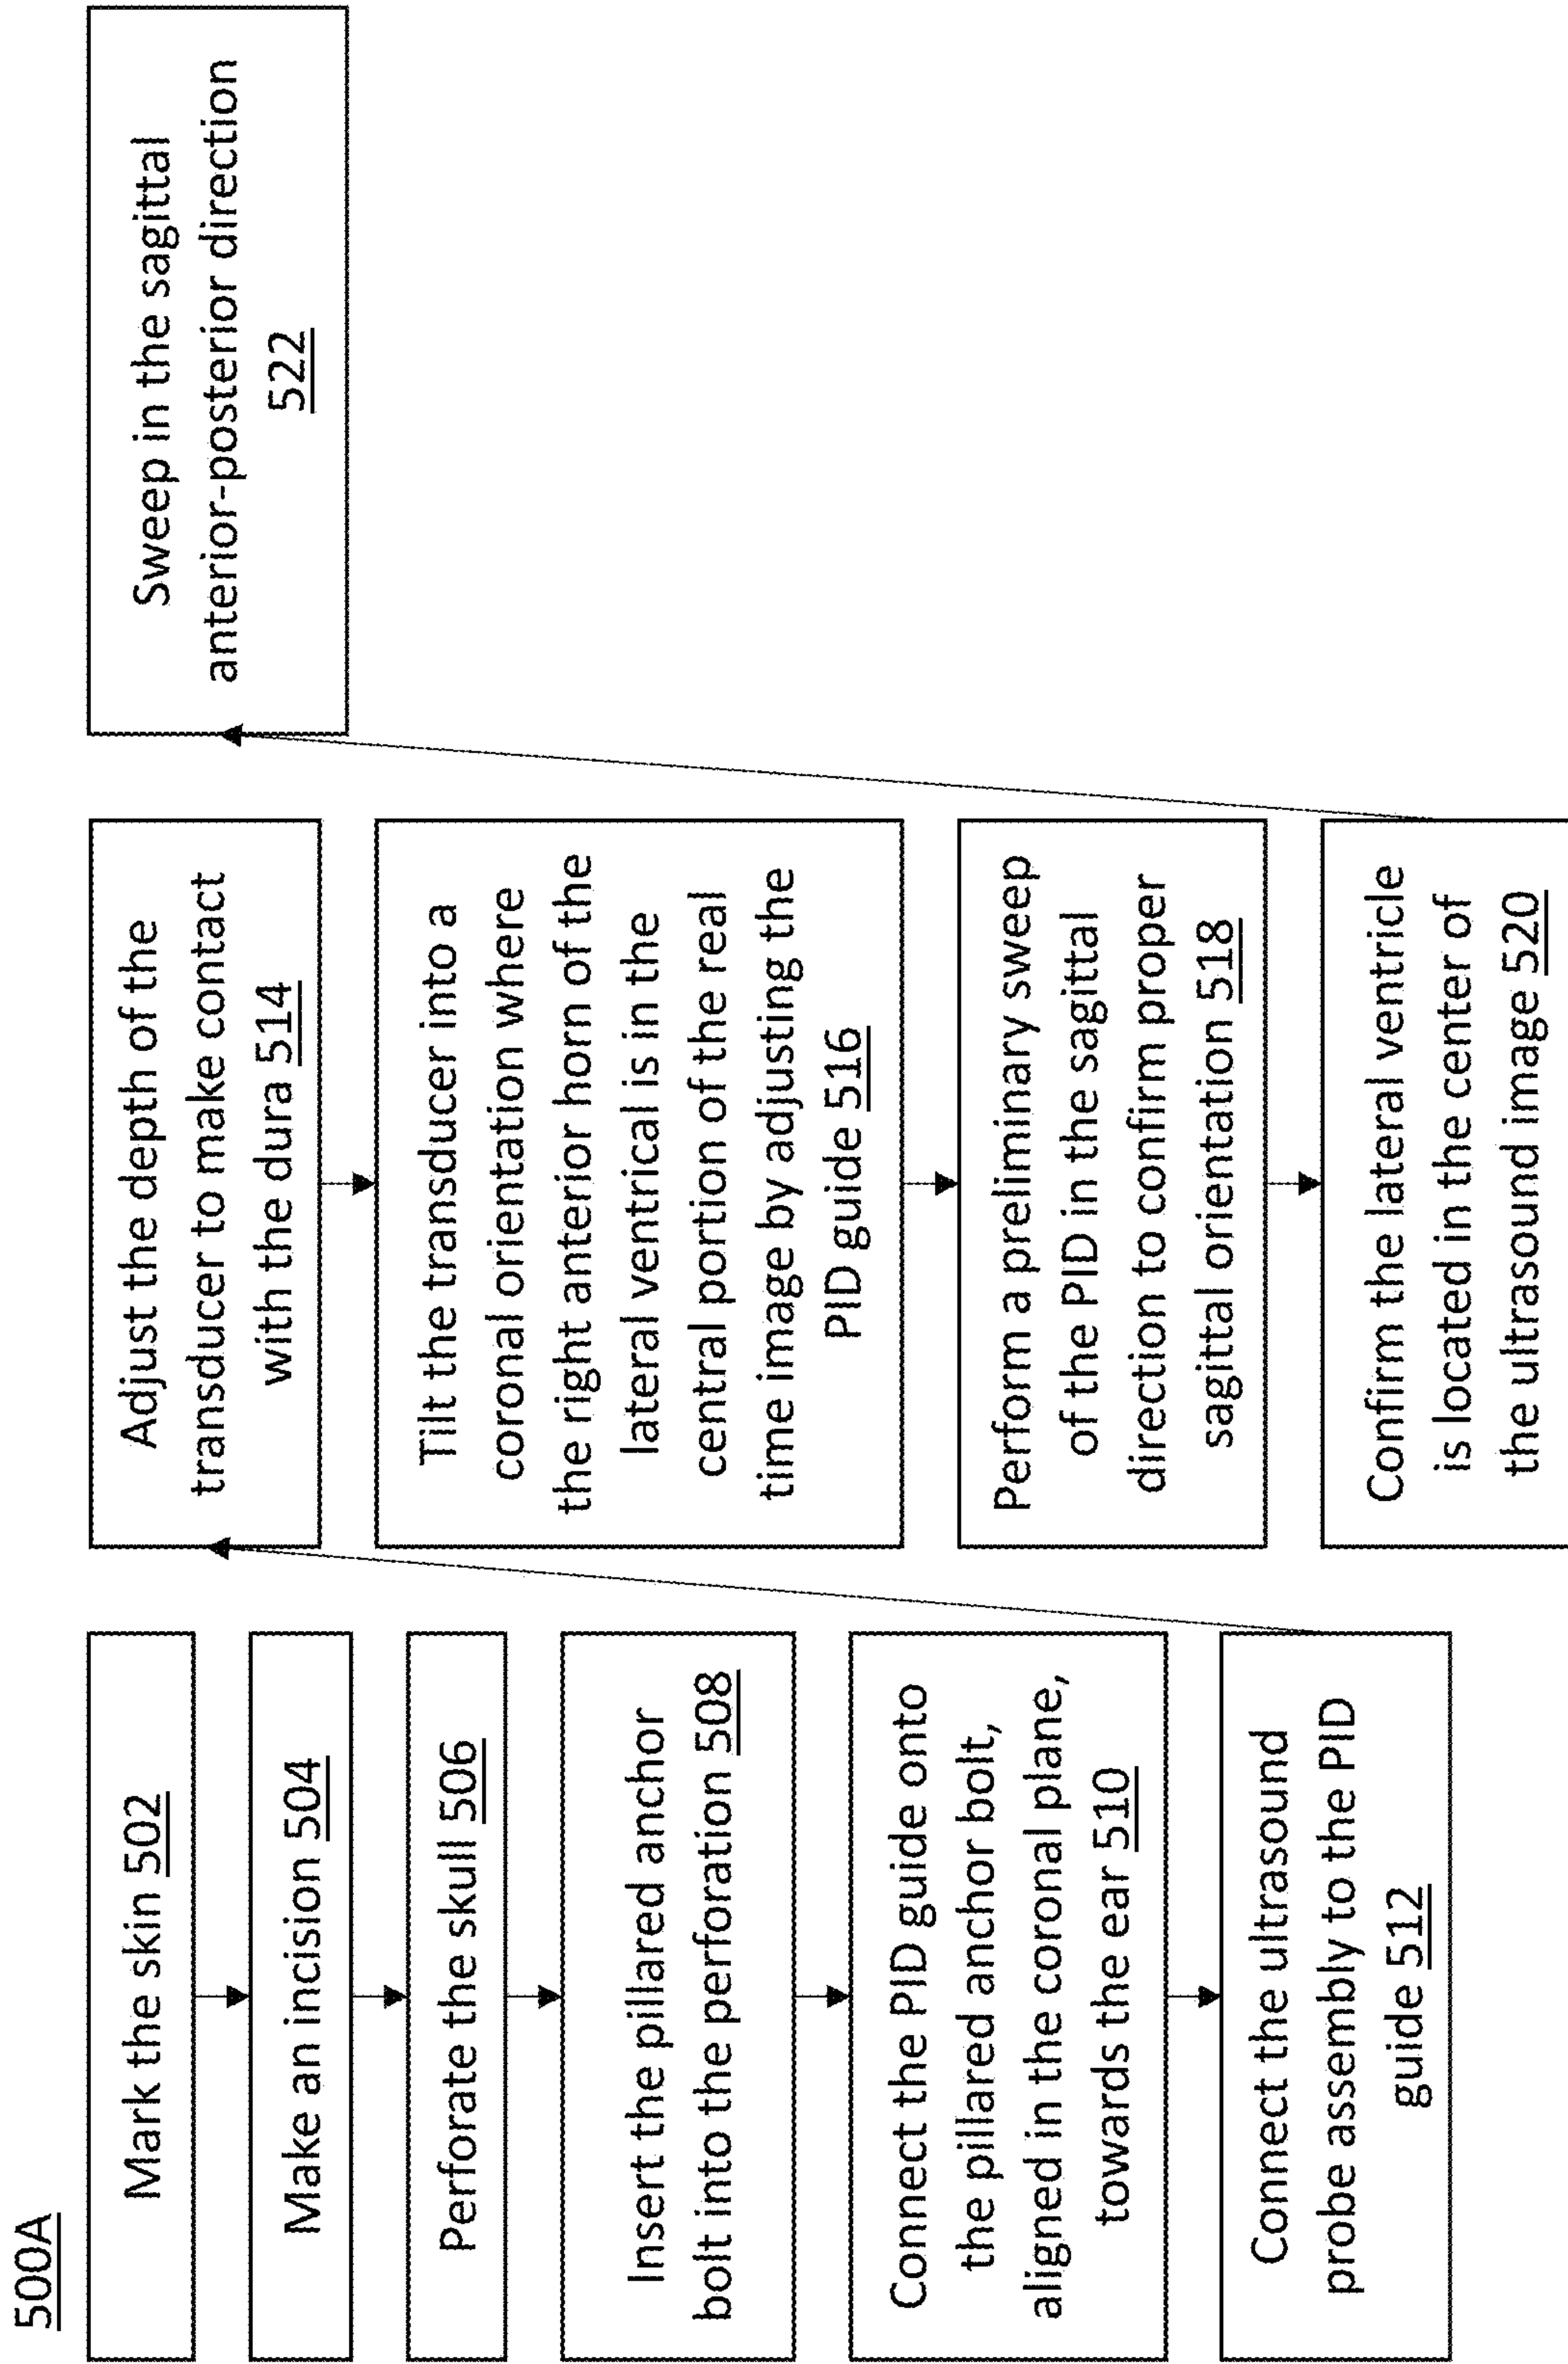 500A
Mark the skin 502
Make an incision 504
Perforate the skull 506
Insert the pillared anchor
bolt into the perforation 508
Connect the PID guide onto
the pillared anchor bolt,
aligned in the coronal plane,
towards the ear 510
Connect the ultrasound
probe assembly to the PID
guide 512
Adjust the depth of the
transducer to make contact
with the dura 514
Tilt the transducer into a
coronal orientation where
the right anterior horn of the
lateral ventrical is in the
central portion of the real
time image by adjusting the
PID guide 516
Perform a preliminary sweep
of the PID in the sagittal
direction to confirm proper
sagittal orientation 518
Confirm the lateral ventricle
is located in the center of
the ultrasound image 520
Sweep in the sagittal
anterior-posterior direction
522